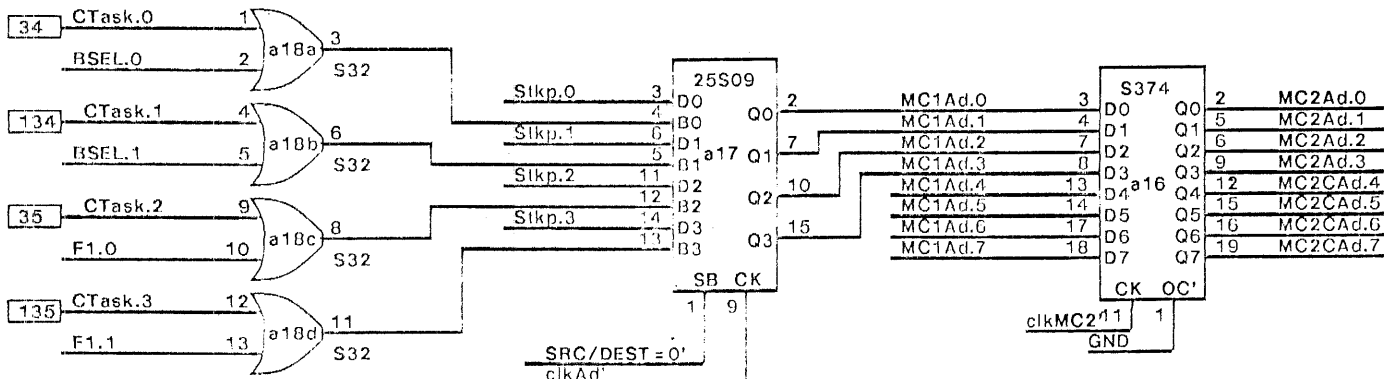 34 CTask.0 1
BSEL.0 2
a18a 3
S32
134 CTask.1 4
BSEL.1 5
a18b 6
S32
35 CTask.2 9
F1.0 10
a18c 8
S32
135 CTask.3 12
F1.1 13
a18d 11
S32
25S09
Stkp.0 3 D0
4 B0
Stkp.1 6 D1
5 B1
Stkp.2 11 D2
12 B2
Stkp.3 14 D3
13 B3
a17
Q0 2
Q1 7
Q2 10
Q3 15
SB CK
1 9
SRC/DEST=0'
clkAd'
S374
MC1Ad.0 3 D0 Q0 2 MC2Ad.0
MC1Ad.1 4 D1 Q1 5 MC2Ad.1
MC1Ad.2 7 D2 Q2 6 MC2Ad.2
MC1Ad.3 8 D3 Q3 9 MC2Ad.3
MC1Ad.4 13 D4 a16 Q4 12 MC2CAd.4
MC1Ad.5 14 D5 Q5 15 MC2CAd.5
MC1Ad.6 17 D6 Q6 16 MC2CAd.6
MC1Ad.7 18 D7 Q7 19 MC2CAd.7
CK OC'
clkMC2' 11 1
GND